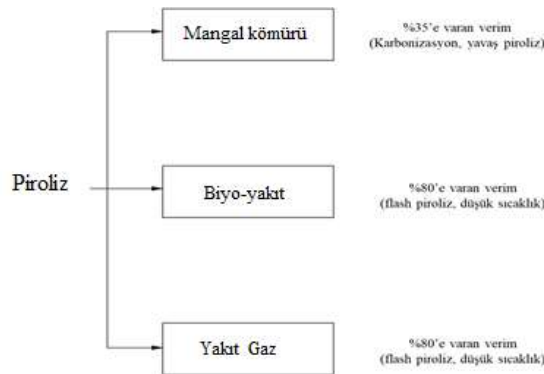 Mangal kömürü
%35'e varan verim
(Karbonizasyon, yavaş piroliz)
Piroliz
Biyo-yakıt
%80'e varan verim
(flash piroliz, düşük sıcaklık)
Yakıt Gaz
%80'e varan verim
(flash piroliz, düşük sıcaklık)